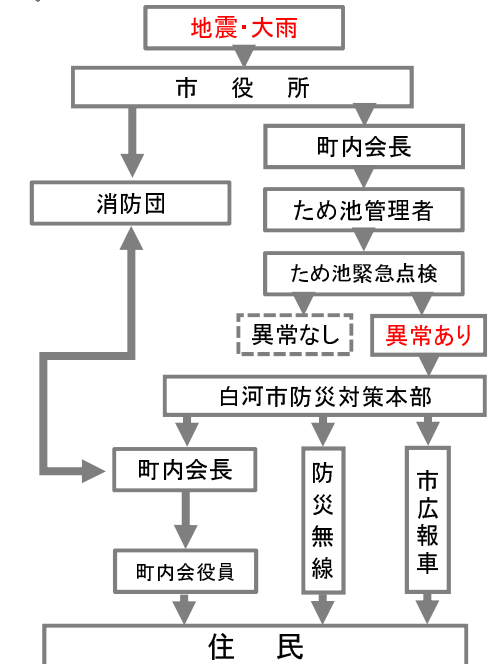 地震・大雨
市役所
町内会長
消防団
ため池管理者
ため池緊急点検
異常なし
異常あり
白河市防災対策本部
町内会長
防災無線
市広報車
町内会役員
住民